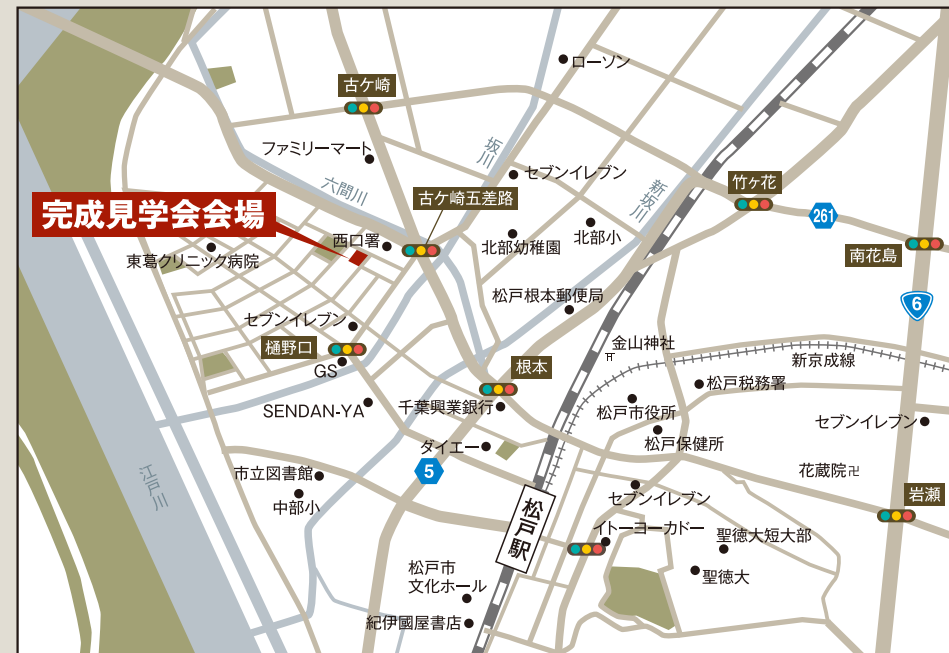 ローソン
古ケ崎
ファミリーマート
坂川
セブンイレブン
六間川
新坂川
竹ヶ花
古ケ崎五差路
261
完成見学会会場
西口署
北部幼稚園
北部小
南花島
東葛クリニック病院
松戸根本郵便局
6
セブンイレブン
樋野口
GS
金山神社
新京成線
根本
松戸税務署
SENDAN-YA
千葉興業銀行
松戸市役所
セブンイレブン
松戸保健所
ダイエー
5
江戸川
市立図書館
花蔵院卍
中部小
セブンイレブン
岩瀬
松戸駅
イトーヨーカドー
聖徳大短大部
松戸市
文化ホール
聖徳大
紀伊國屋書店